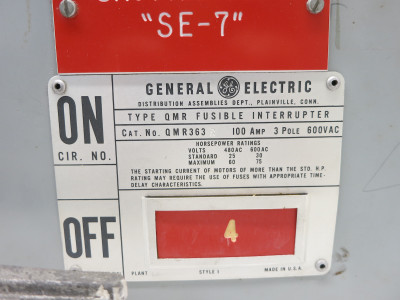 "SE-7"
GENERAL GE ELECTRIC
DISTRIBUTION ASSEMBLIES DEPT., PLAINVILLE, CONN.
ON
CIR. NO.
TYPE QMR FUSIBLE INTERRUPTER
CAT. NO. QMR363 100 AMP 3 POLE 600VAC
HORSEPOWER RATINGS
VOLTS 480AC 600AC
STANDARD 25 30
MAXIMUM 60 75
THE STARTING CURRENT OF MOTORS OF MORE THAN THE STD. H.P.
RATING MAY REQUIRE THE USE OF FUSES WITH APPROPRIATE TIME-
DELAY CHARACTERISTICS.
OFF
4
PLANT STYLE 1 MADE IN U.S.A.